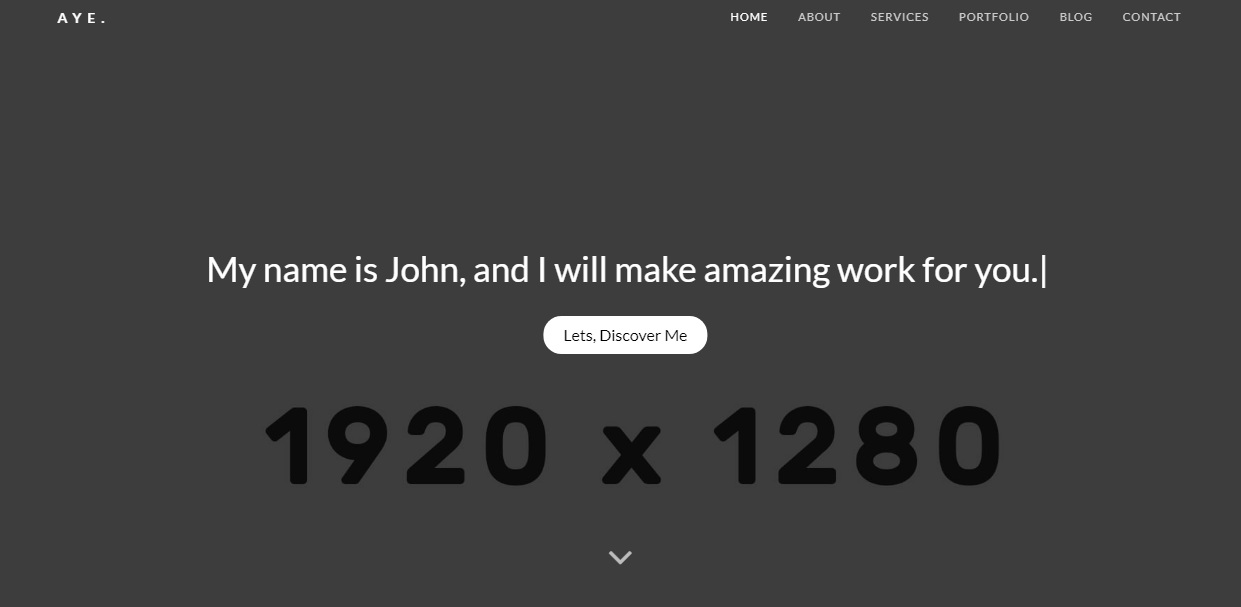 AYE.
HOME ABOUT SERVICES PORTFOLIO BLOG CONTACT
My name is John, and I will make amazing work for you.|
Lets, Discover Me
1920 x 1280